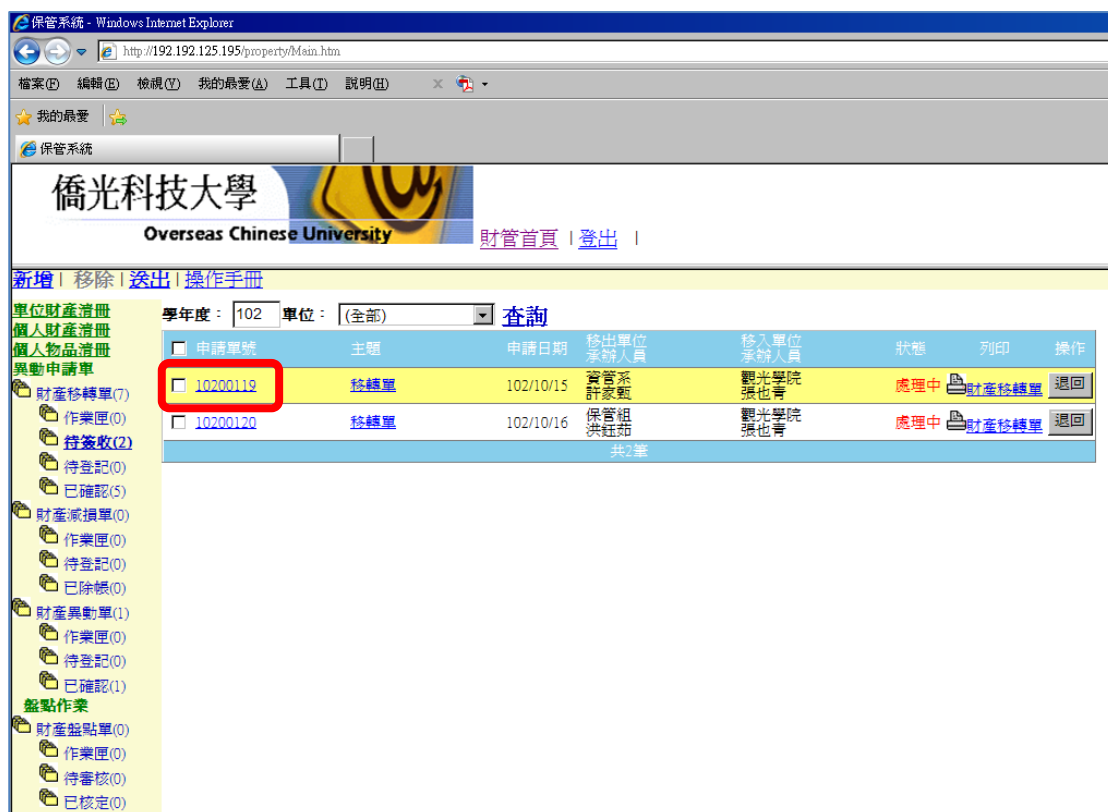 保管系統 - Windows Internet Explorer
http://192.192.125.195/property/Main.htm
檔案(F) 編輯(E) 檢視(V) 我的最愛(A) 工具(T) 說明(H)
我的最愛
保管系統
僑光科技大學
Overseas Chinese University
財管首頁 | 登出 |
新增 | 移除 | 送出 | 操作手冊
單位財產清冊
個人財產清冊
個人物品清冊
異動申請單
財產移轉單(7)
作業匣(0)
待簽收(2)
待登記(0)
已確認(5)
財產減損單(0)
作業匣(0)
待登記(0)
已除帳(0)
財產異動單(1)
作業匣(0)
待登記(0)
已確認(1)
盤點作業
財產盤點單(0)
作業匣(0)
待審核(0)
已核定(0)
學年度： 102 單位： (全部) 查詢
申請單號 主題 申請日期 移出單位 承辦人員 移入單位 承辦人員 狀態 列印 操作
10200119 移轉單 102/10/15 資管系 許家甄 觀光學院 張也青 處理中 財產移轉單 退回
10200120 移轉單 102/10/16 保管組 洪鈺茹 觀光學院 張也青 處理中 財產移轉單 退回
共2筆